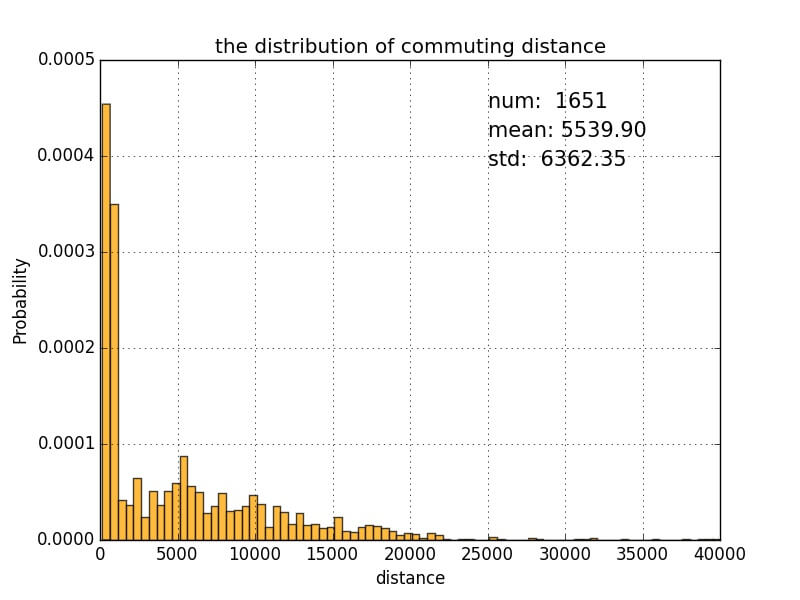 the distribution of commuting distance
num: 1651
mean: 5539.90
std: 6362.35
0.0005
0.0004
0.0003
0.0002
0.0001
0.0000
Probability
0 5000 10000 15000 20000 25000 30000 35000 40000
distance